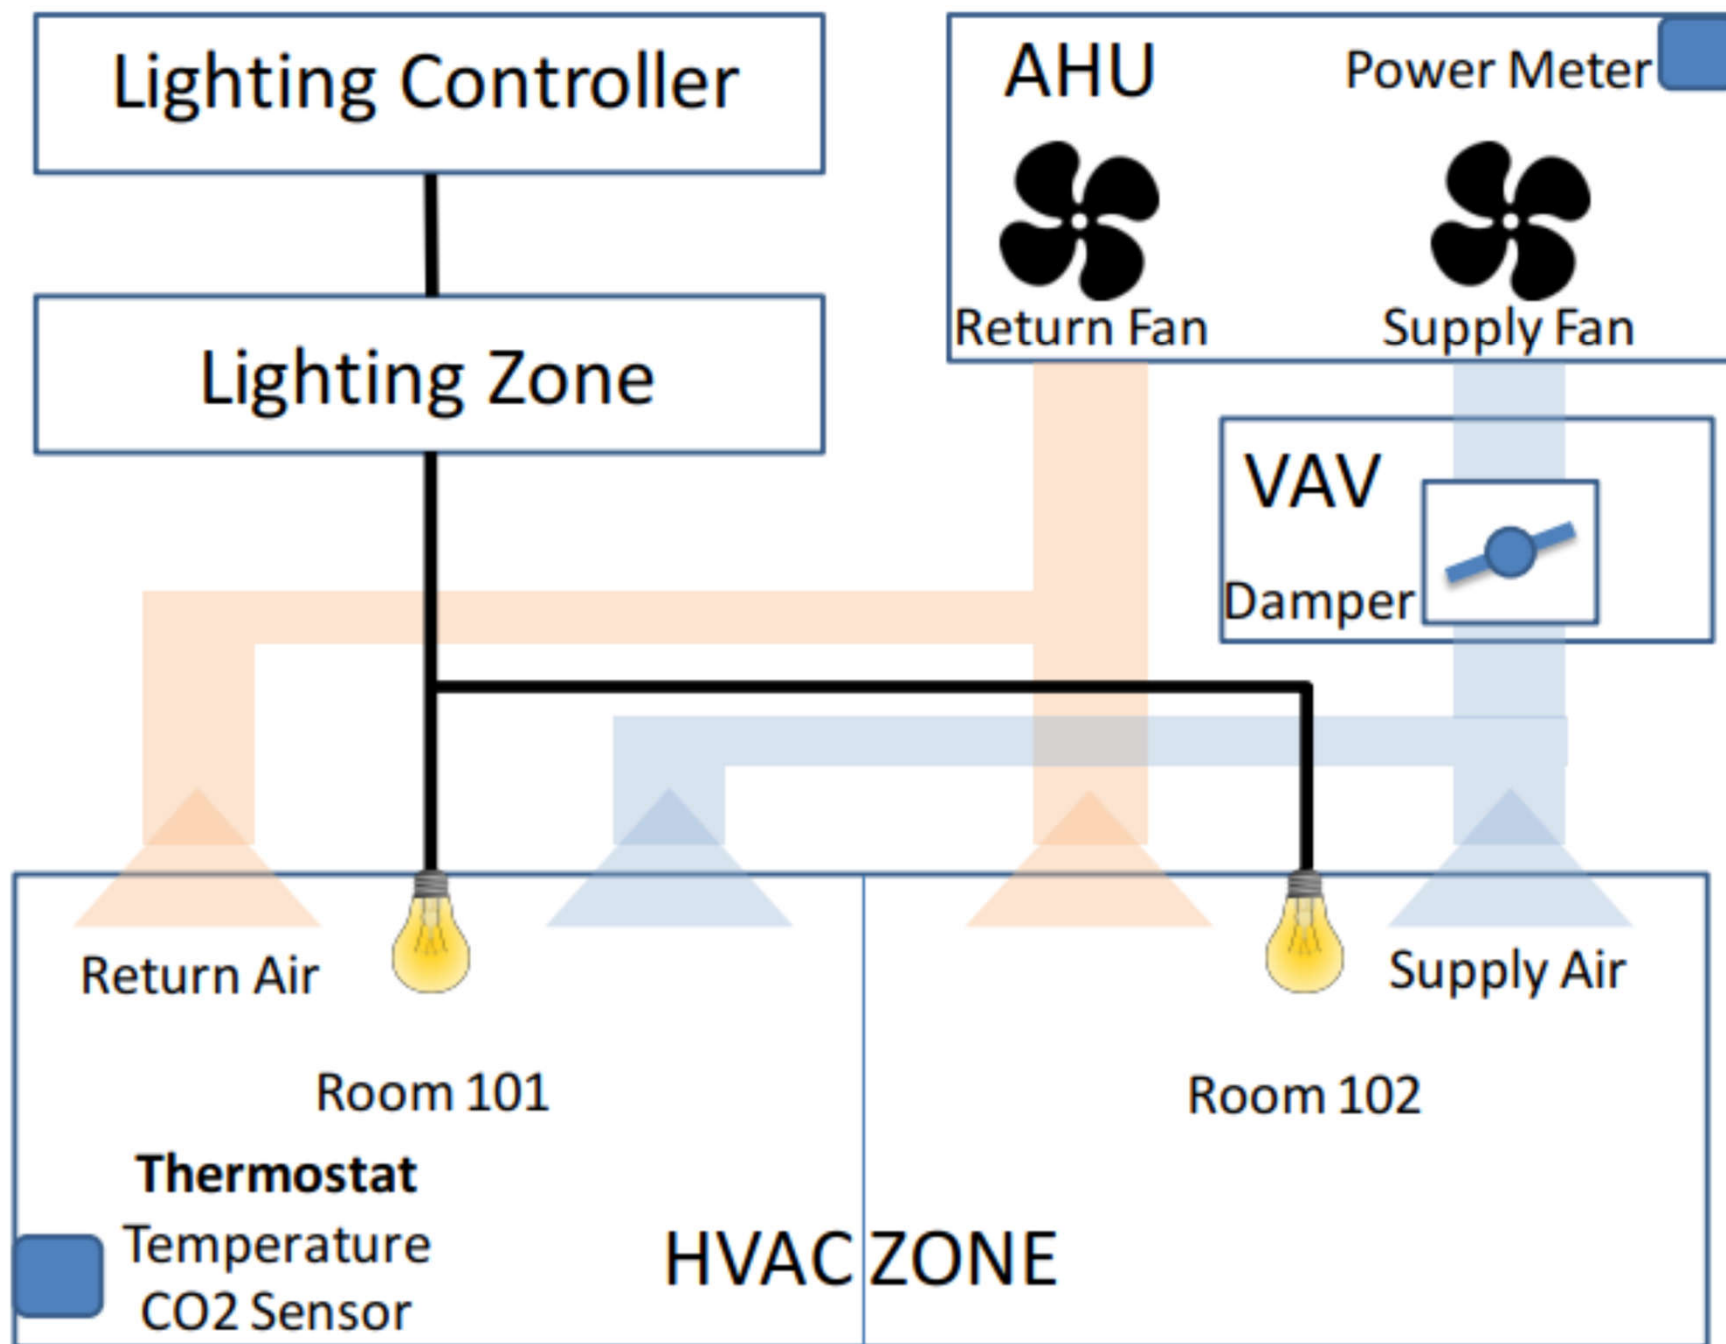 Lighting Controller
AHU
Power Meter
Return Fan
Supply Fan
Lighting Zone
VAV
Damper
Return Air
Supply Air
Room 101
Room 102
Thermostat
Temperature
CO2 Sensor
HVAC ZONE